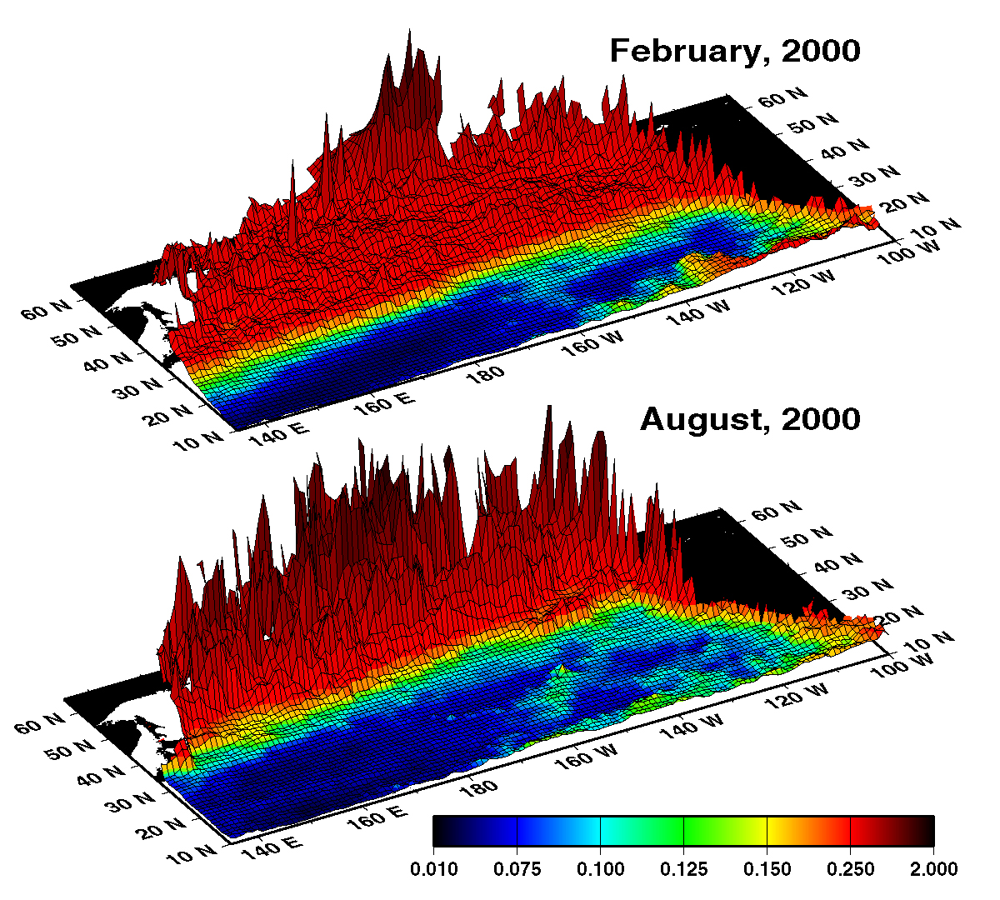 February, 2000
60 N
50 N
40 N
30 N
20 N
10 N
60 N
50 N
40 N
30 N
20 N
10 N
140 E
160 E
180
160 W
140 W
120 W
100 W
August, 2000
60 N
50 N
40 N
30 N
20 N
10 N
60 N
50 N
40 N
30 N
20 N
10 N
140 E
160 E
180
160 W
140 W
120 W
100 W
0.010 0.075 0.100 0.125 0.150 0.250 2.000